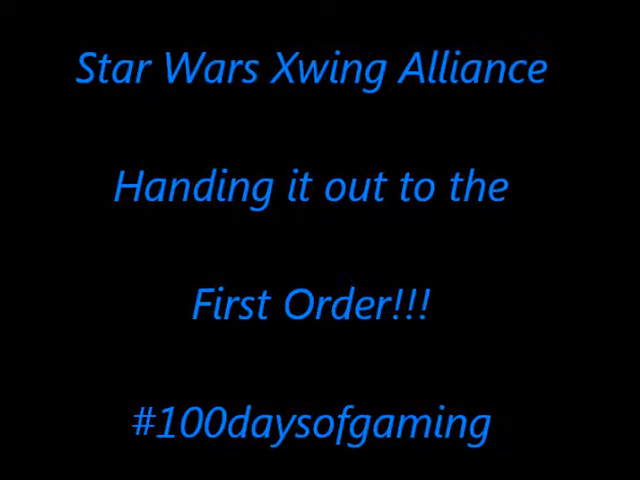 Star Wars Xwing Alliance
Handing it out to the
First Order!!!
#100daysofgaming